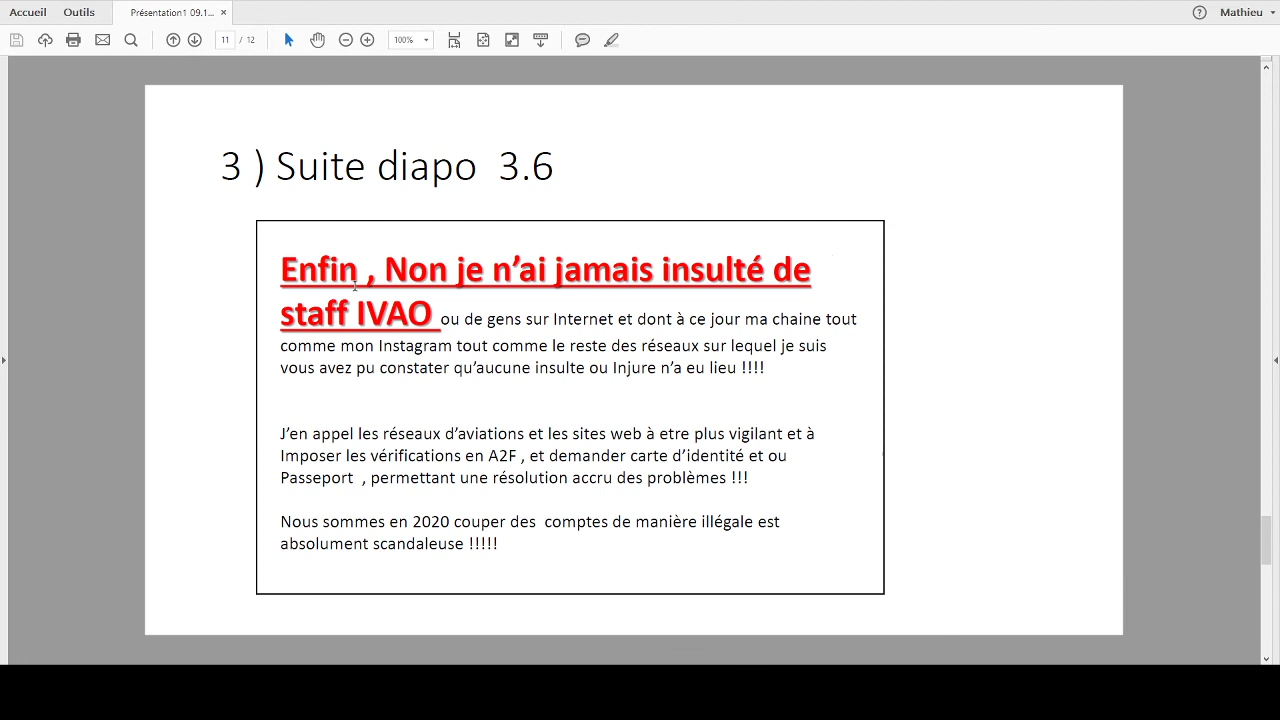 Accueil Outils Présentation1 09.1... × Mathieu
11 / 12 100%
3 ) Suite diapo 3.6
Enfin , Non je n’ai jamais insulté de
staff IVAO ou de gens sur Internet et dont à ce jour ma chaine tout
comme mon Instagram tout comme le reste des réseaux sur lequel je suis
vous avez pu constater qu’aucune insulte ou Injure n’a eu lieu !!!!
J’en appel les réseaux d’aviations et les sites web à etre plus vigilant et à
Imposer les vérifications en A2F , et demander carte d’identité et ou
Passeport , permettant une résolution accru des problèmes !!!
Nous sommes en 2020 couper des comptes de manière illégale est
absolument scandaleuse !!!!!